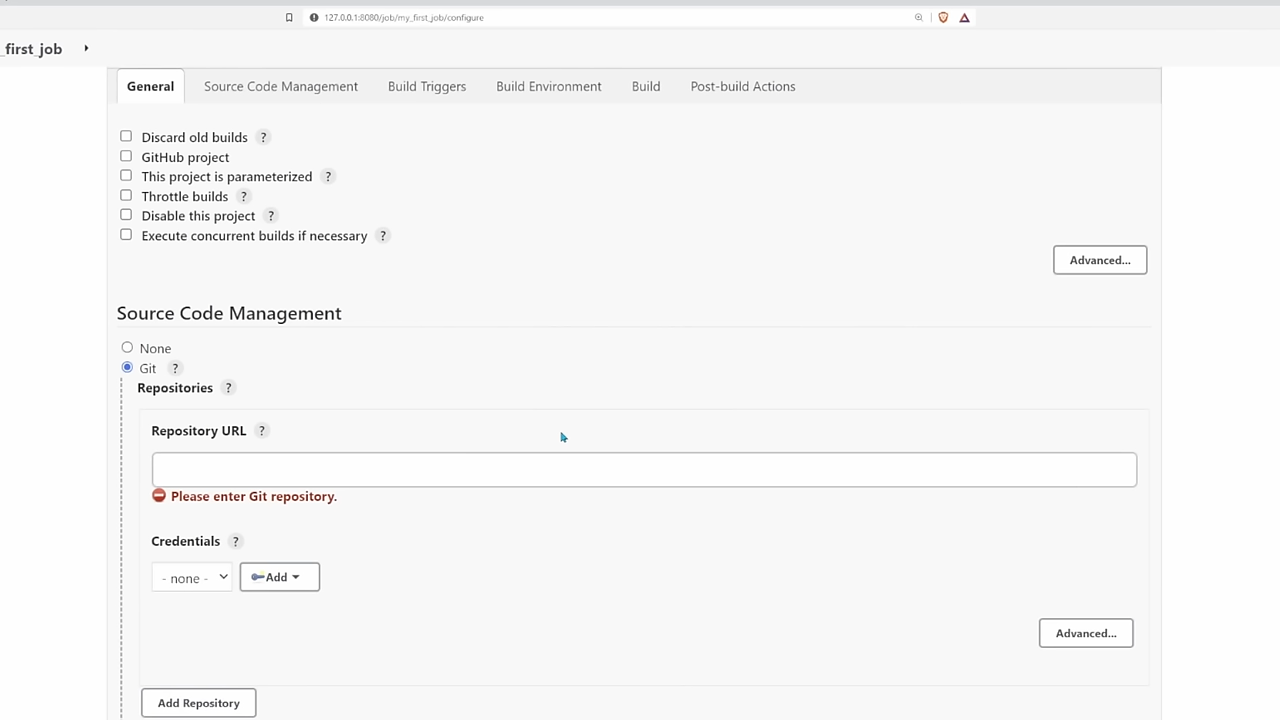 127.0.0.1:8080/job/my_first_job/configure
_first_job
General Source Code Management Build Triggers Build Environment Build Post-build Actions
Discard old builds ?
GitHub project
This project is parameterized ?
Throttle builds ?
Disable this project ?
Execute concurrent builds if necessary ?
Advanced...
Source Code Management
None
Git ?
Repositories ?
Repository URL ?
Please enter Git repository.
Credentials ?
- none - Add
Advanced...
Add Repository